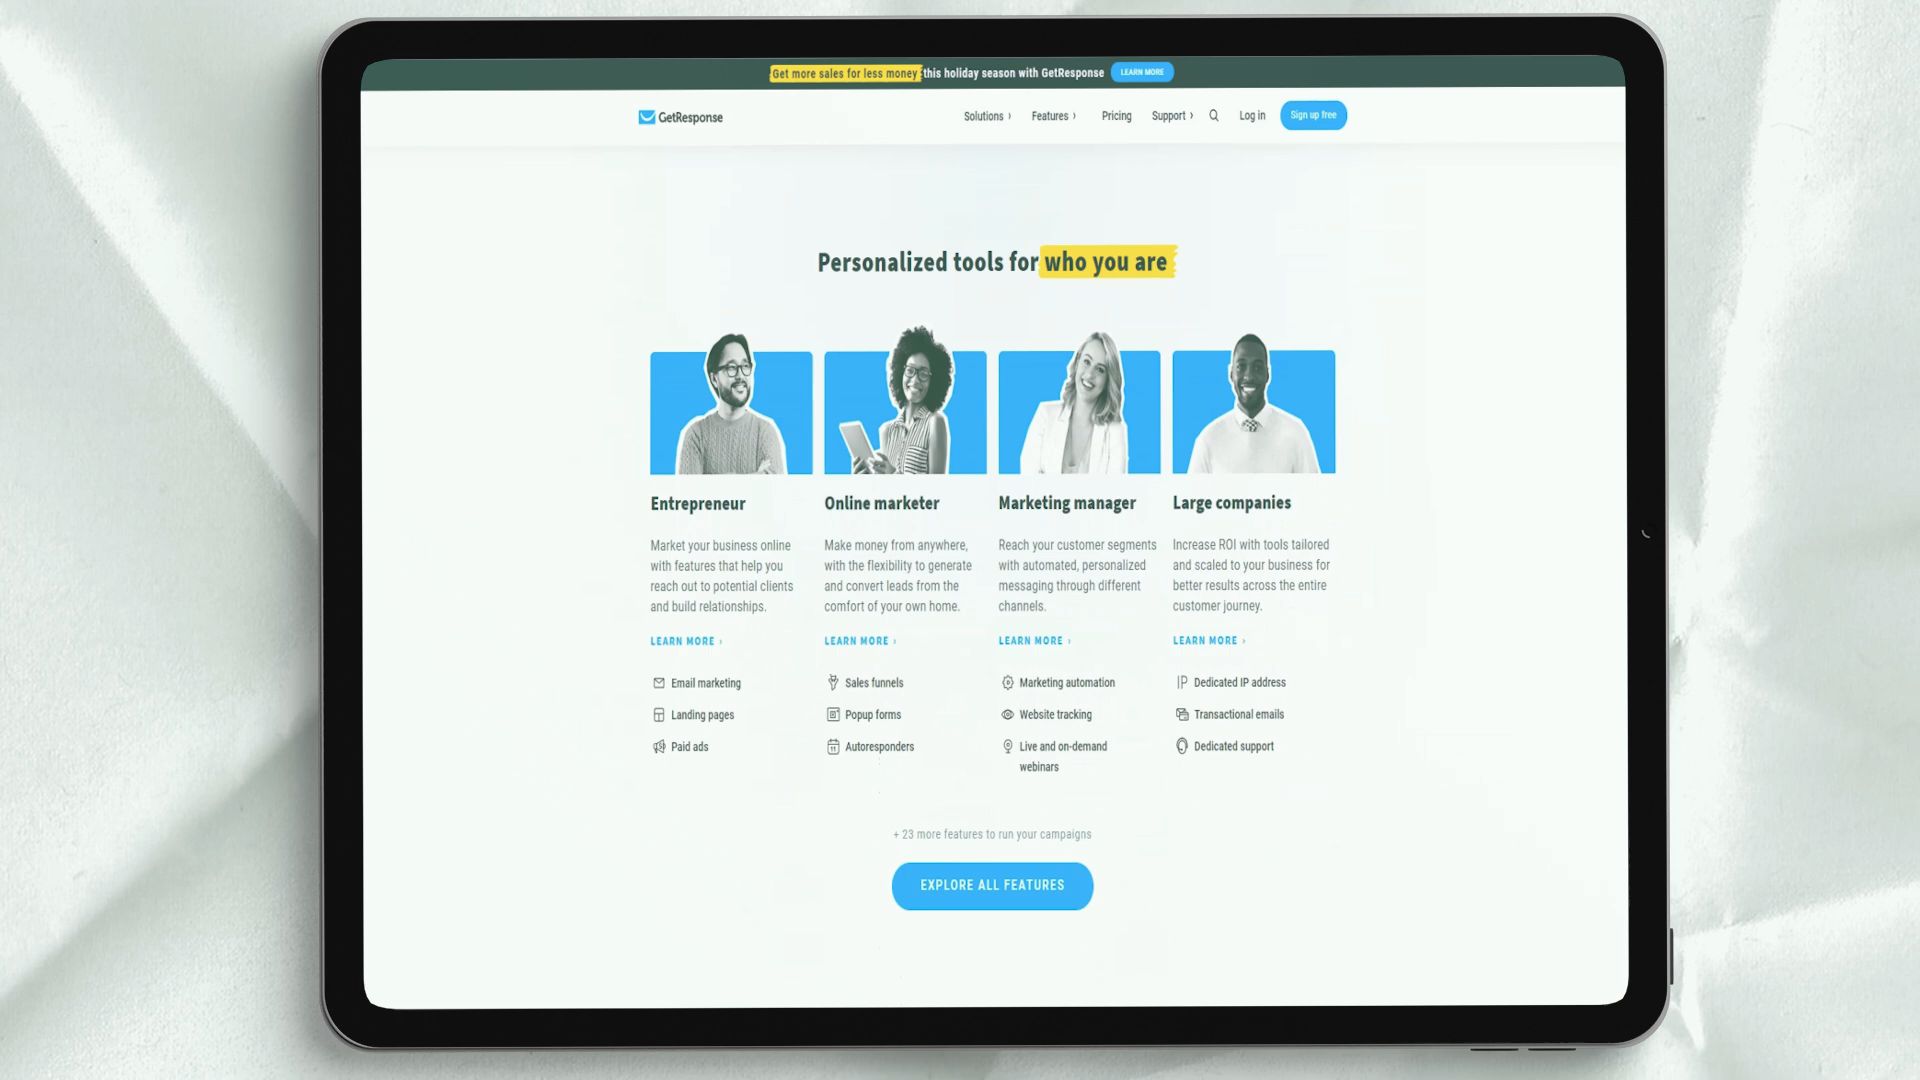 Get more sales for less money this holiday season with GetResponse LEARN MORE
GetResponse Solutions Features Pricing Support Log in Sign up free
Personalized tools for who you are
Entrepreneur
Market your business online
with features that help you
reach out to potential clients
and build relationships.
LEARN MORE
Email marketing
Landing pages
Paid ads
Online marketer
Make money from anywhere,
with the flexibility to generate
and convert leads from the
comfort of your own home.
LEARN MORE
Sales funnels
Popup forms
Autoresponders
Marketing manager
Reach your customer segments
with automated, personalized
messaging through different
channels.
LEARN MORE
Marketing automation
Website tracking
Live and on-demand
webinars
Large companies
Increase ROI with tools tailored
and scaled to your business for
better results across the entire
customer journey.
LEARN MORE
IP Dedicated IP address
Transactional emails
Dedicated support
+ 23 more features to run your campaigns
EXPLORE ALL FEATURES